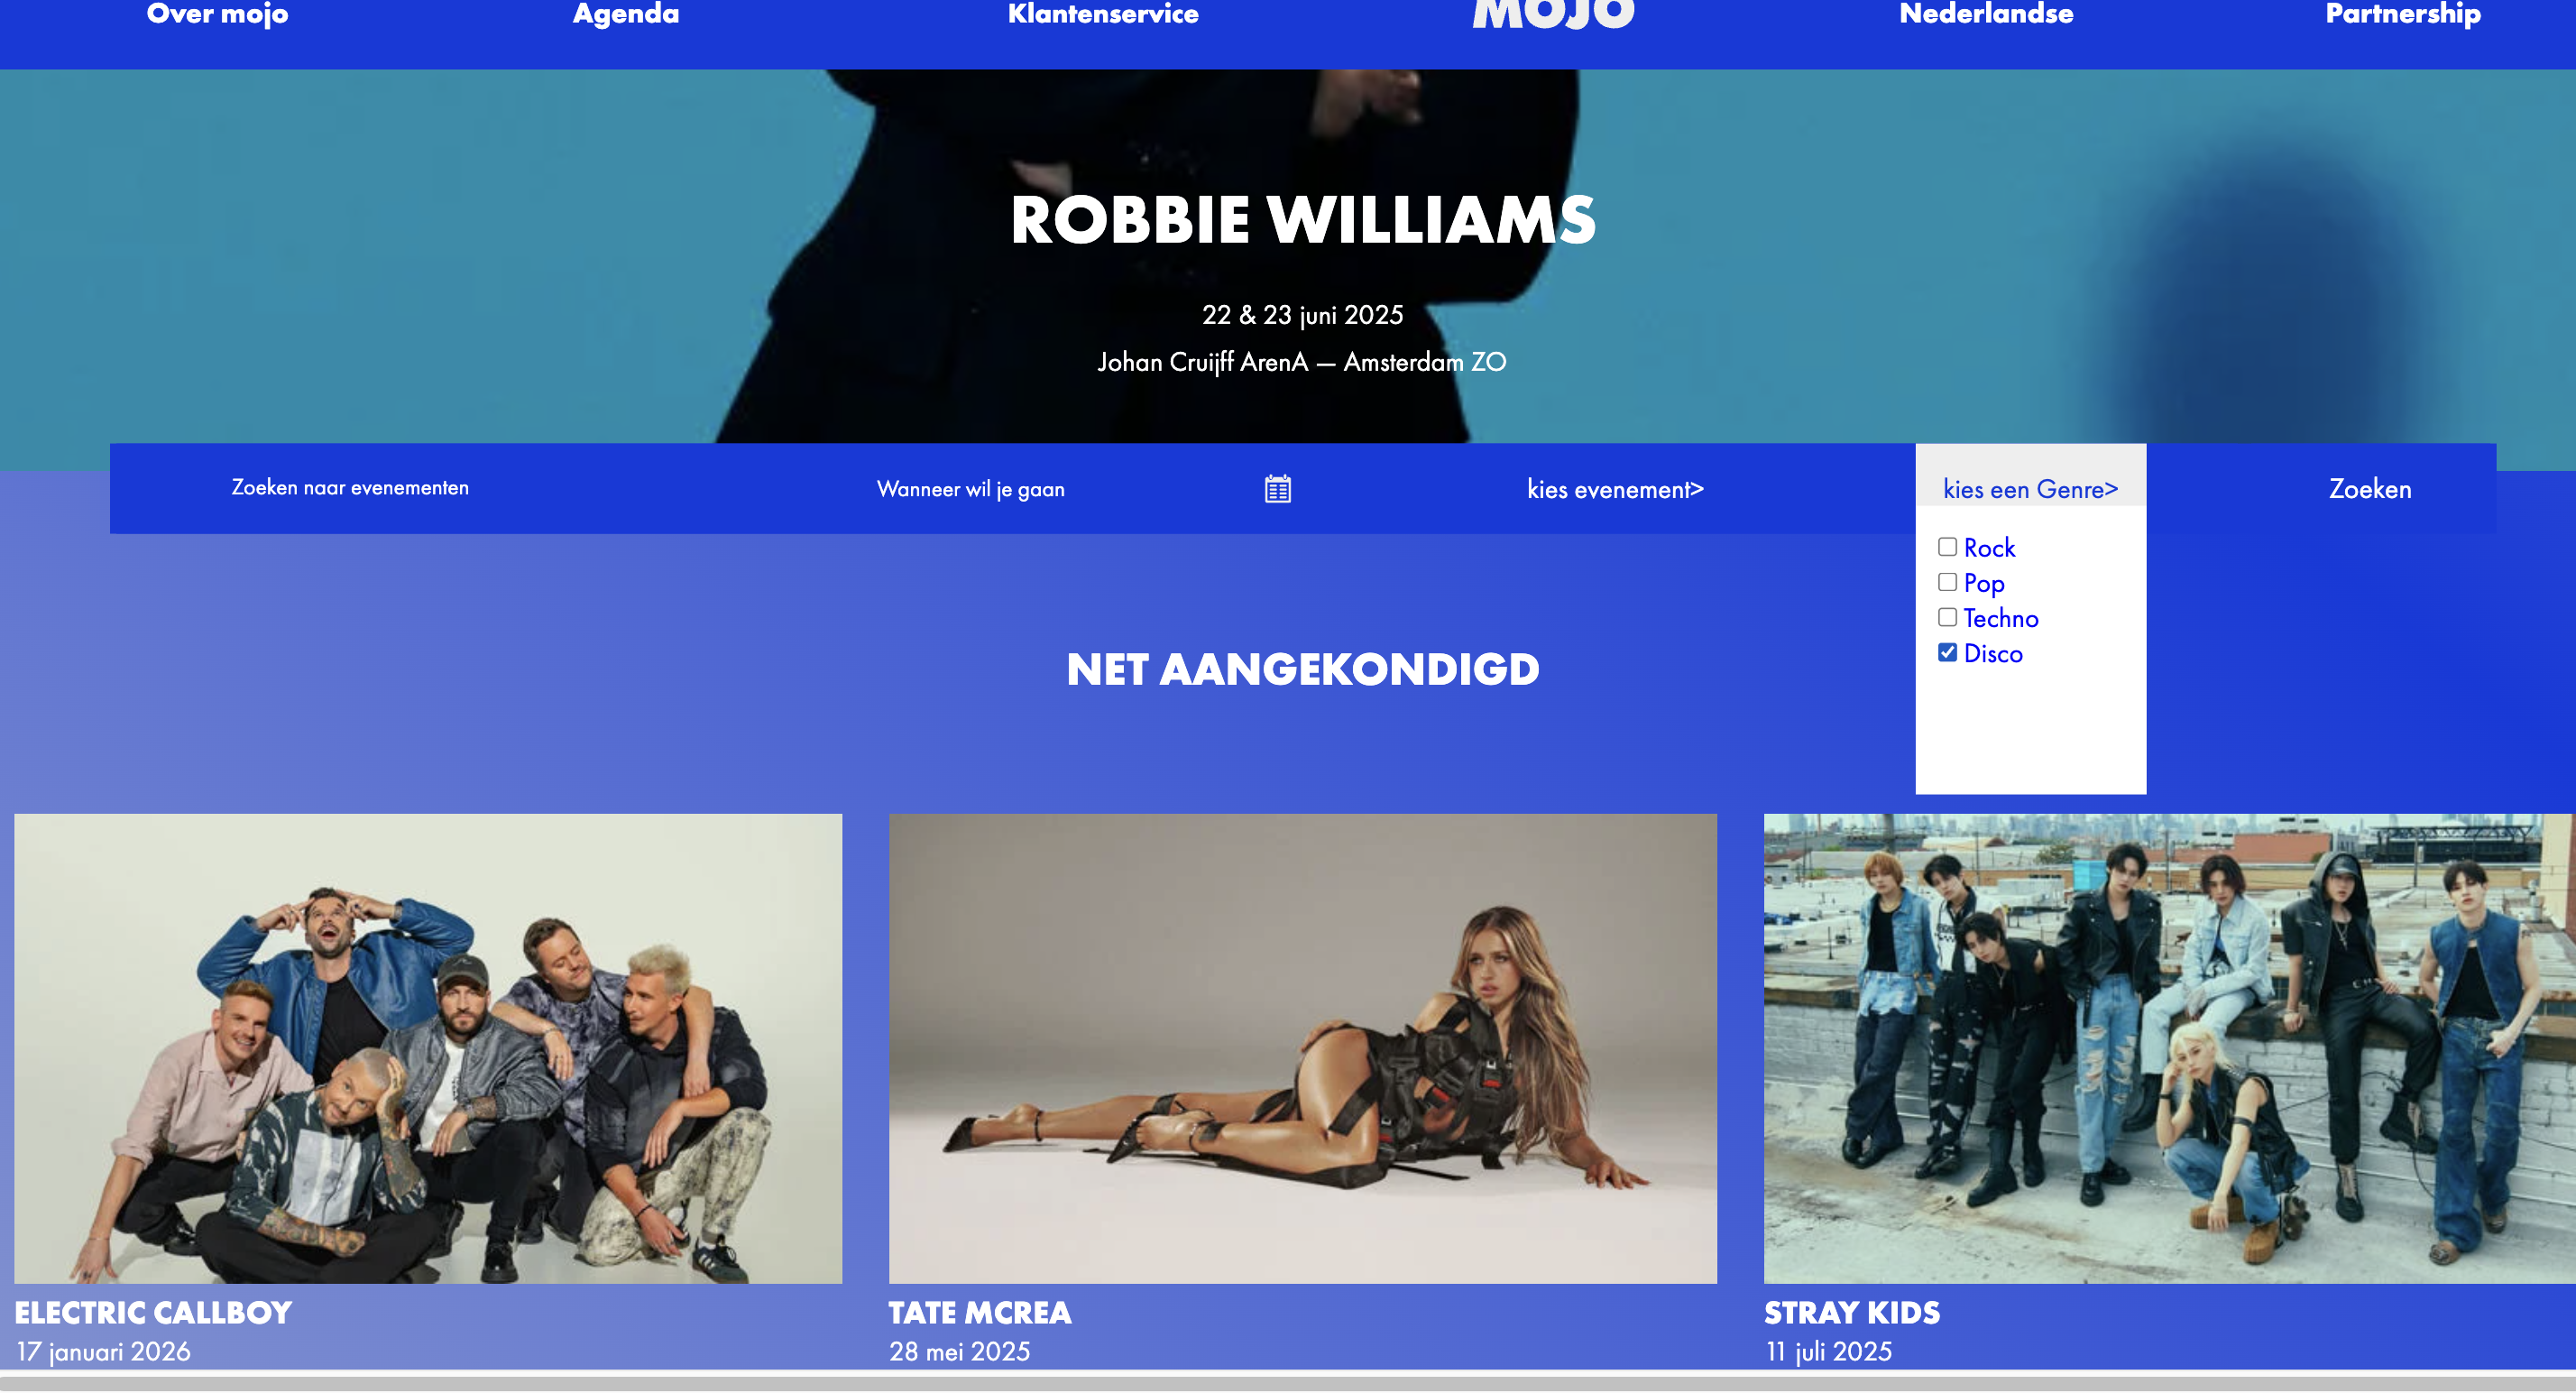 Over mojo
Agenda
Klantenservice
MOJO
Nederlandse
Partnership
ROBBIE WILLIAMS
22 & 23 juni 2025
Johan Cruijff ArenA — Amsterdam ZO
Zoeken naar evenementen
Wanneer wil je gaan
kies evenement>
kies een Genre>
Zoeken
Rock
Pop
Techno
Disco
NET AANGEKONDIGD
ELECTRIC CALLBOY
17 januari 2026
TATE MCREA
28 mei 2025
STRAY KIDS
11 juli 2025